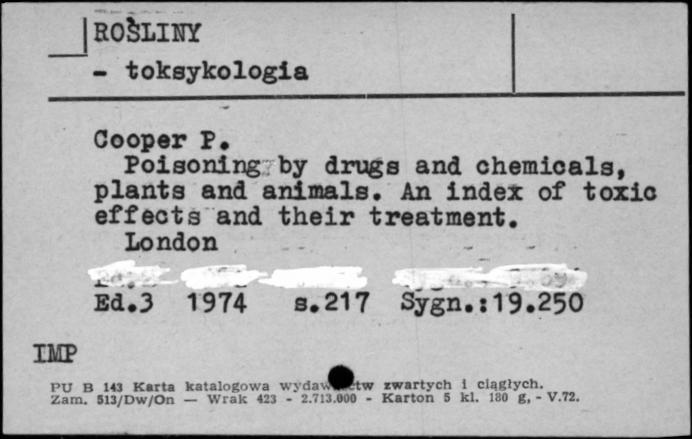 ROŚLINY
- toksykologia
Cooper P.
Poisoning by drugs and chemicals,
plants and animals. An index of toxic
effects and their treatment.
London
Ed.3 1974 s.217 Sygn.:19.250
IMP
PU B 143 Karta katalogowa wydawnictw zwartych i ciągłych.
Zam. 513/Dw/On — Wrak 423 - 2.713.000 - Karton 5 kl. 180 g, - V.72.